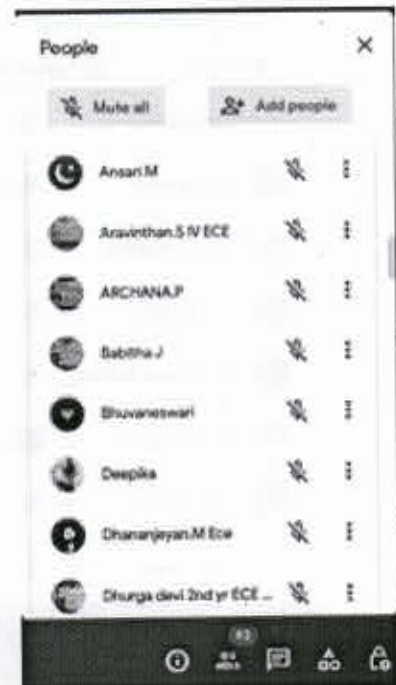 People
Mute all
Add people
Ansari.M
Aravinthan.S IV ECE
ARCHANA.P
Babitha J
Bhuvaneswari
Deepika
Dhananjeyan.M Ece
Dhurga devi 2nd yr ECE ...